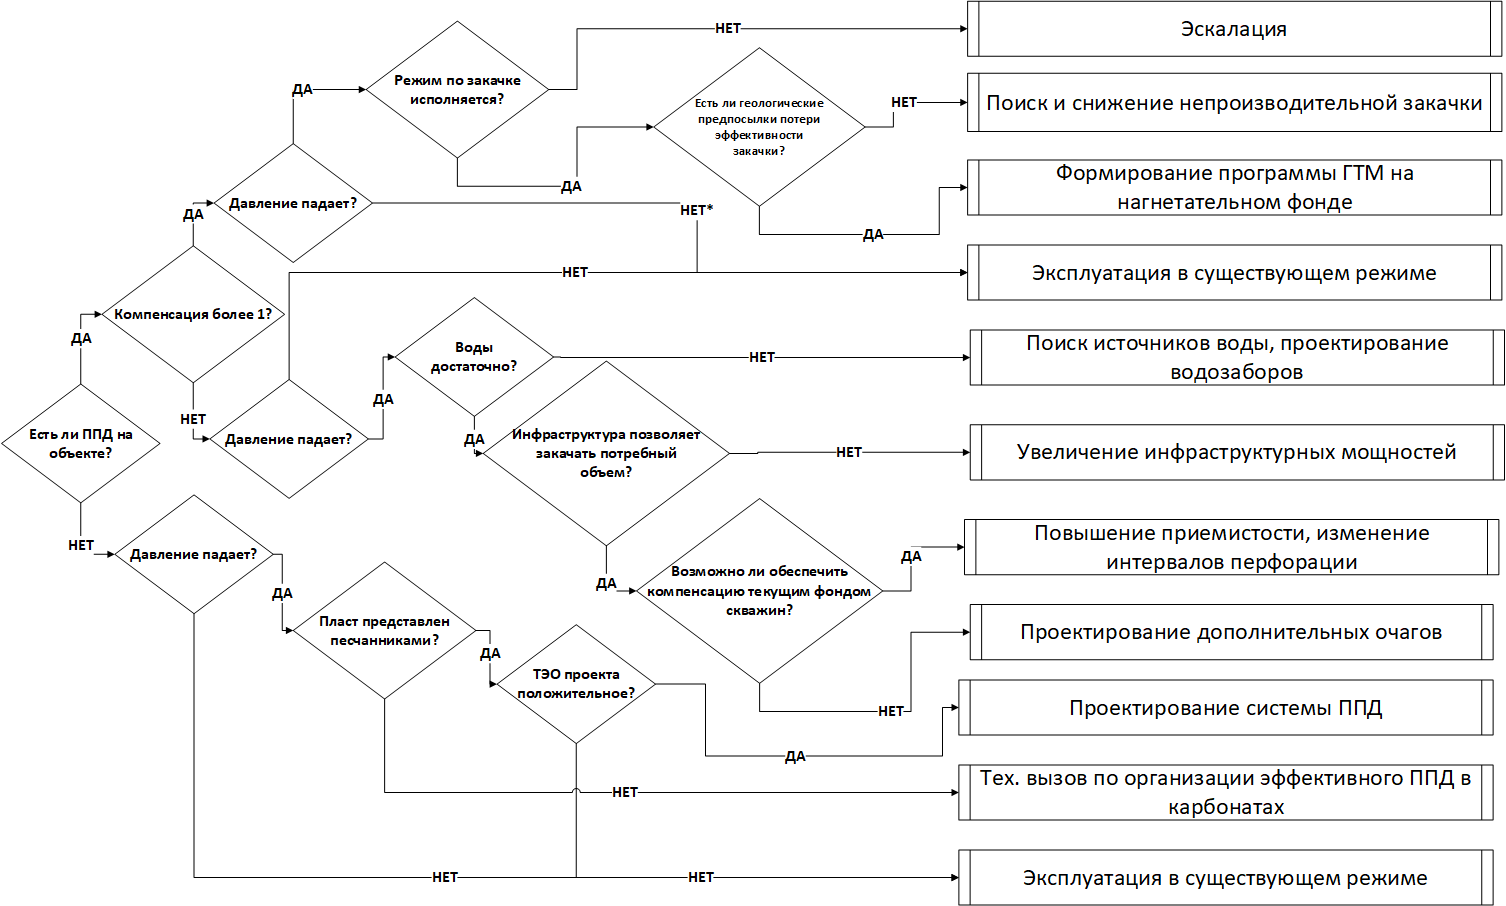 НЕТ
Эскалация
ДА
Режим по закачке
исполняется?
Есть ли геологические
предпосылки потери
эффективности
закачки?
НЕТ
Поиск и снижение непроизводительной закачки
ДА
Формирование программы ГТМ на
нагнетательном фонде
ДА
Давление падает?
ДА
НЕТ*
ДА
НЕТ
Эксплуатация в существующем режиме
Компенсация более 1?
ДА
Воды
достаточно?
НЕТ
Поиск источников воды, проектирование
водозаборов
ДА
НЕТ
Есть ли ППД на
объекте?
Давление падает?
ДА
Инфраструктура позволяет
закачать потребный
объем?
НЕТ
Увеличение инфраструктурных мощностей
НЕТ
Давление падает?
ДА
ДА
Возможно ли обеспечить
компенсацию текущим фондом
скважин?
ДА
Повышение приемистости, изменение
интервалов перфорации
Пласт представлен
песчанниками?
ДА
Проектирование дополнительных очагов
ТЭО проекта
положительное?
НЕТ
Проектирование системы ППД
ДА
НЕТ
Тех. вызов по организации эффективного ППД в
карбонатах
НЕТ
НЕТ
Эксплуатация в существующем режиме